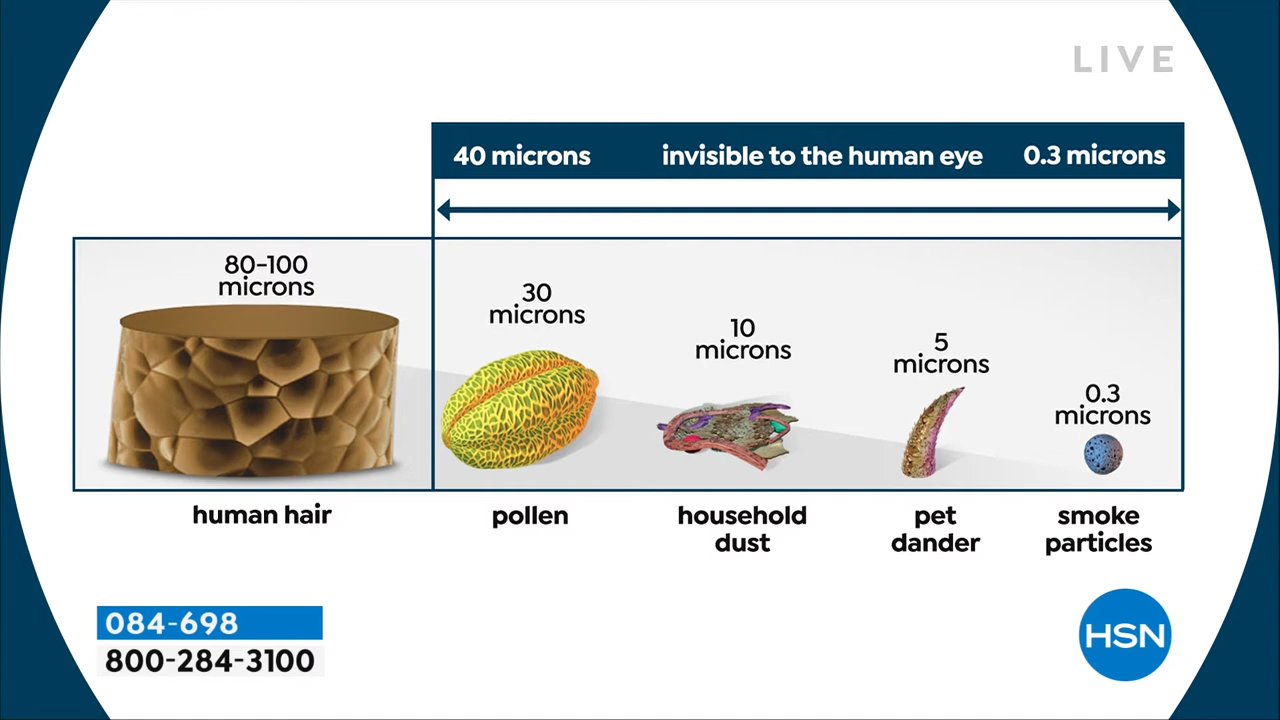 LIVE
40 microns invisible to the human eye 0.3 microns
80-100
microns
30
microns
10
microns
5
microns
0.3
microns
human hair
pollen
household
dust
pet
dander
smoke
particles
084-698
800-284-3100
HSN